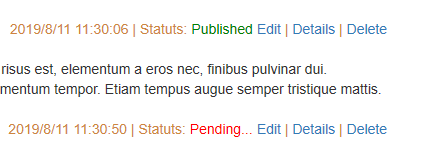 2019/8/11 11:30:06 | Statuts: Published Edit | Details | Delete
risus est, elementum a eros nec, finibus pulvinar dui.
mentum tempor. Etiam tempus augue semper tristique mattis.
2019/8/11 11:30:50 | Statuts: Pending... Edit | Details | Delete